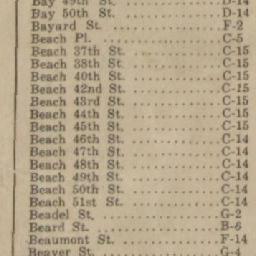 Bay 49th St. D-14
Bay 50th St. D-14
Bayard St. F-2
Beach Pl. C-5
Beach 37th St. C-15
Beach 38th St. C-15
Beach 40th St. C-15
Beach 42nd St. C-15
Beach 43rd St. C-15
Beach 44th St. C-15
Beach 45th St. C-15
Beach 46th St. C-14
Beach 47th St. C-14
Beach 48th St. C-14
Beach 49th St. C-14
Beach 50th St. C-14
Beach 51st St. C-14
Beadel St. G-2
Beard St. B-6
Beaumont St. F-14
Beaver St. G-4